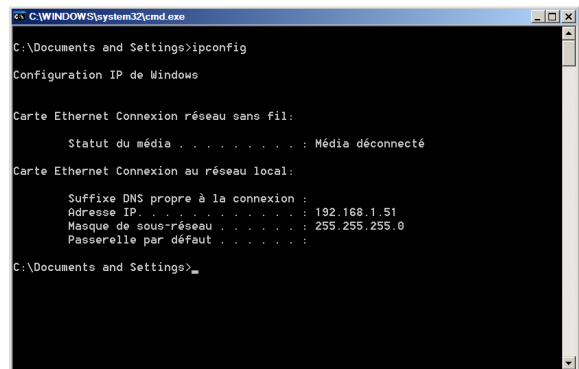 C:\WINDOWS\system32\cmd.exe
C:\Documents and Settings>ipconfig
Configuration IP de Windows
Carte Ethernet Connexion réseau sans fil:
Statut du média . . . . . . . . . : Média déconnecté
Carte Ethernet Connexion au réseau local:
Suffixe DNS propre à la connexion :
Adresse IP. . . . . . . . . . . . : 192.168.1.51
Masque de sous-réseau . . . . . . : 255.255.255.0
Passerelle par défaut . . . . . . :
C:\Documents and Settings>_